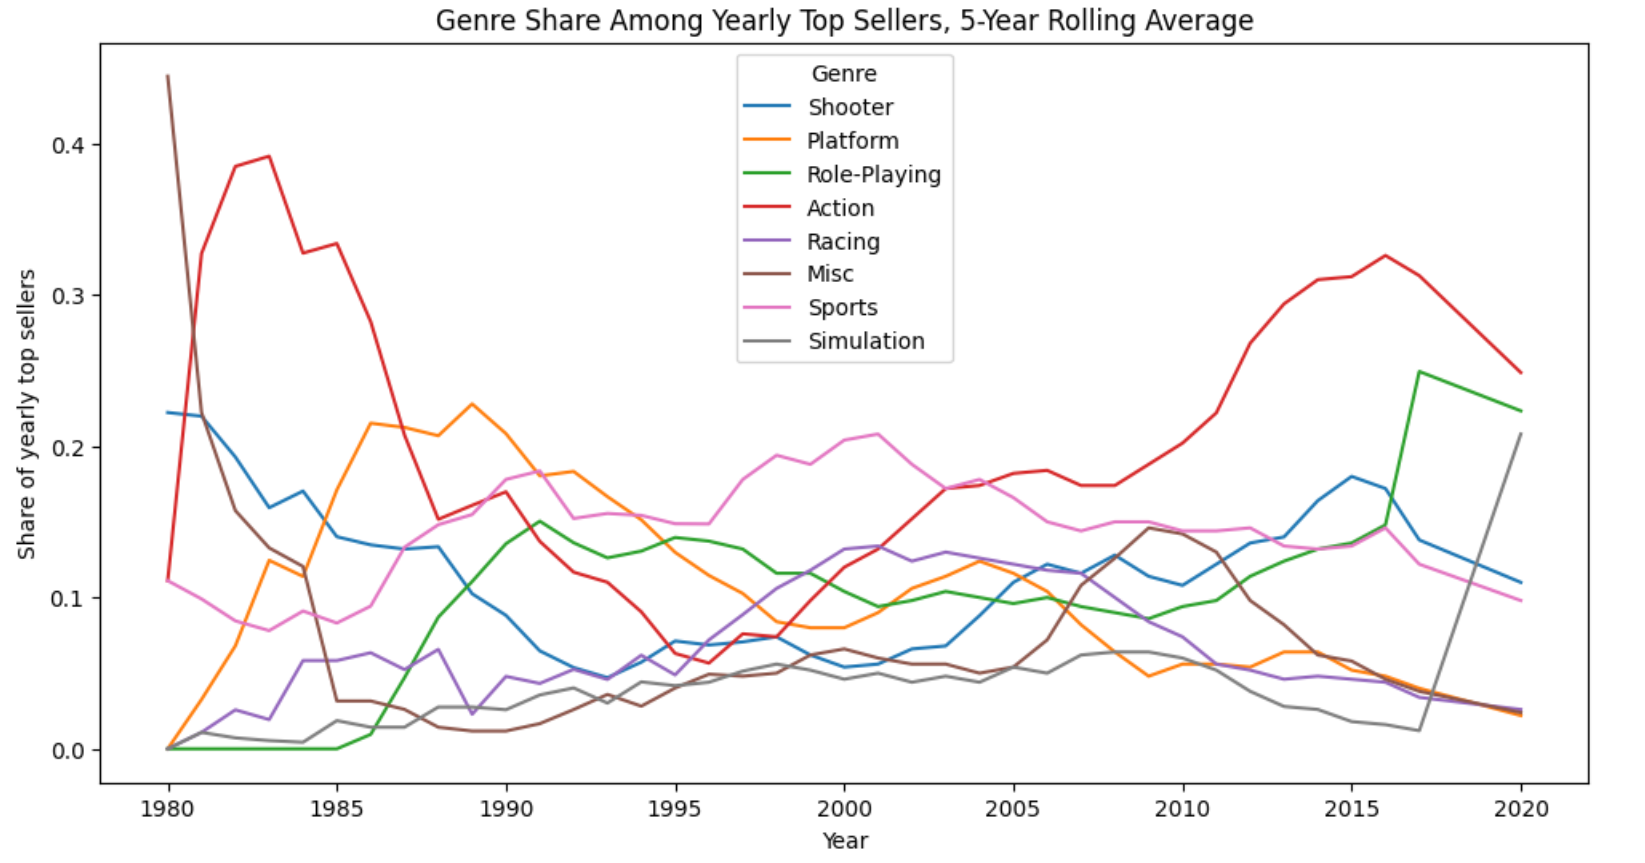 Genre Share Among Yearly Top Sellers, 5-Year Rolling Average
Genre
Shooter
Platform
Role-Playing
Action
Racing
Misc
Sports
Simulation
Share of yearly top sellers
0.4
0.3
0.2
0.1
0.0
1980 1985 1990 1995 2000 2005 2010 2015 2020
Year